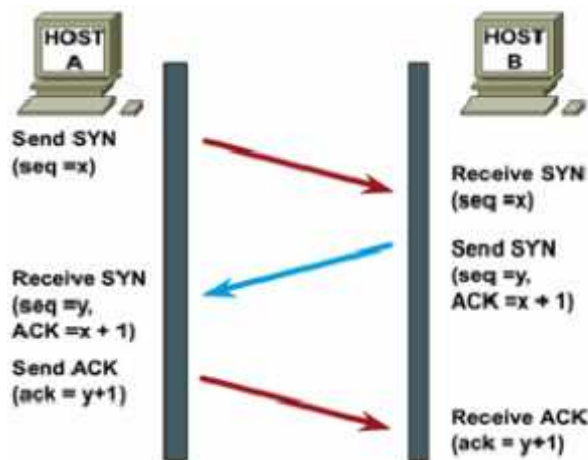 HOST
A
HOST
B
Send SYN
(seq =x)
Receive SYN
(seq =x)
Send SYN
(seq =y,
ACK =x + 1)
Receive SYN
(seq =y,
ACK =x + 1)
Send ACK
(ack = y+1)
Receive ACK
(ack = y+1)